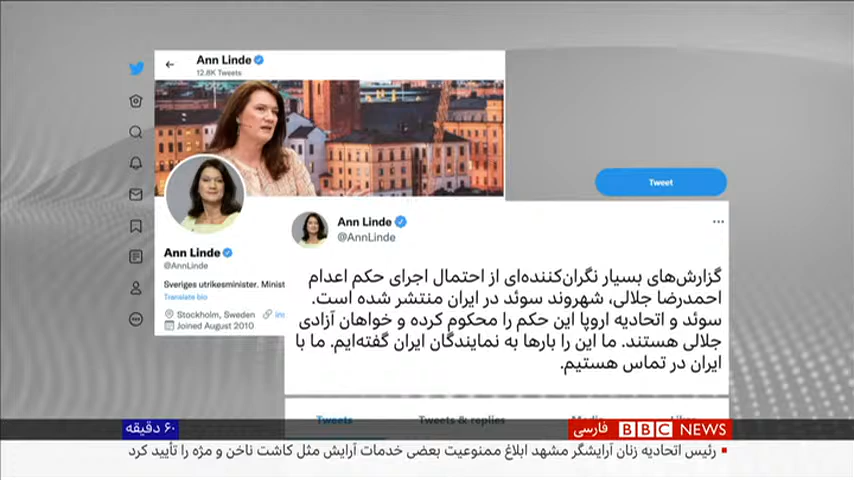 Ann Linde
12.8K Tweets
Tweet
Ann Linde
@AnnLinde
Ann Linde
@AnnLinde
Sveriges utrikesminister. Minist
Translate bio
Stockholm, Sweden
Joined August 2010
گزارش‌های بسیار نگران‌کننده‌ای از احتمال اجرای حکم اعدام
احمدرضا جلالی، شهروند سوئد در ایران منتشر شده است.
سوئد و اتحادیه اروپا این حکم را محکوم کرده و خواهان آزادی
جلالی هستند. ما این را بارها به نمایندگان ایران گفته‌ایم. ما با
ایران در تماس هستیم.
Tweets Tweets & replies Media Likes
۶۰ دقیقه
BBC NEWS فارسی
رئیس اتحادیه زنان آرایشگر مشهد ابلاغ ممنوعیت بعضی خدمات آرایش مثل کاشت ناخن و مژه را تأیید کرد